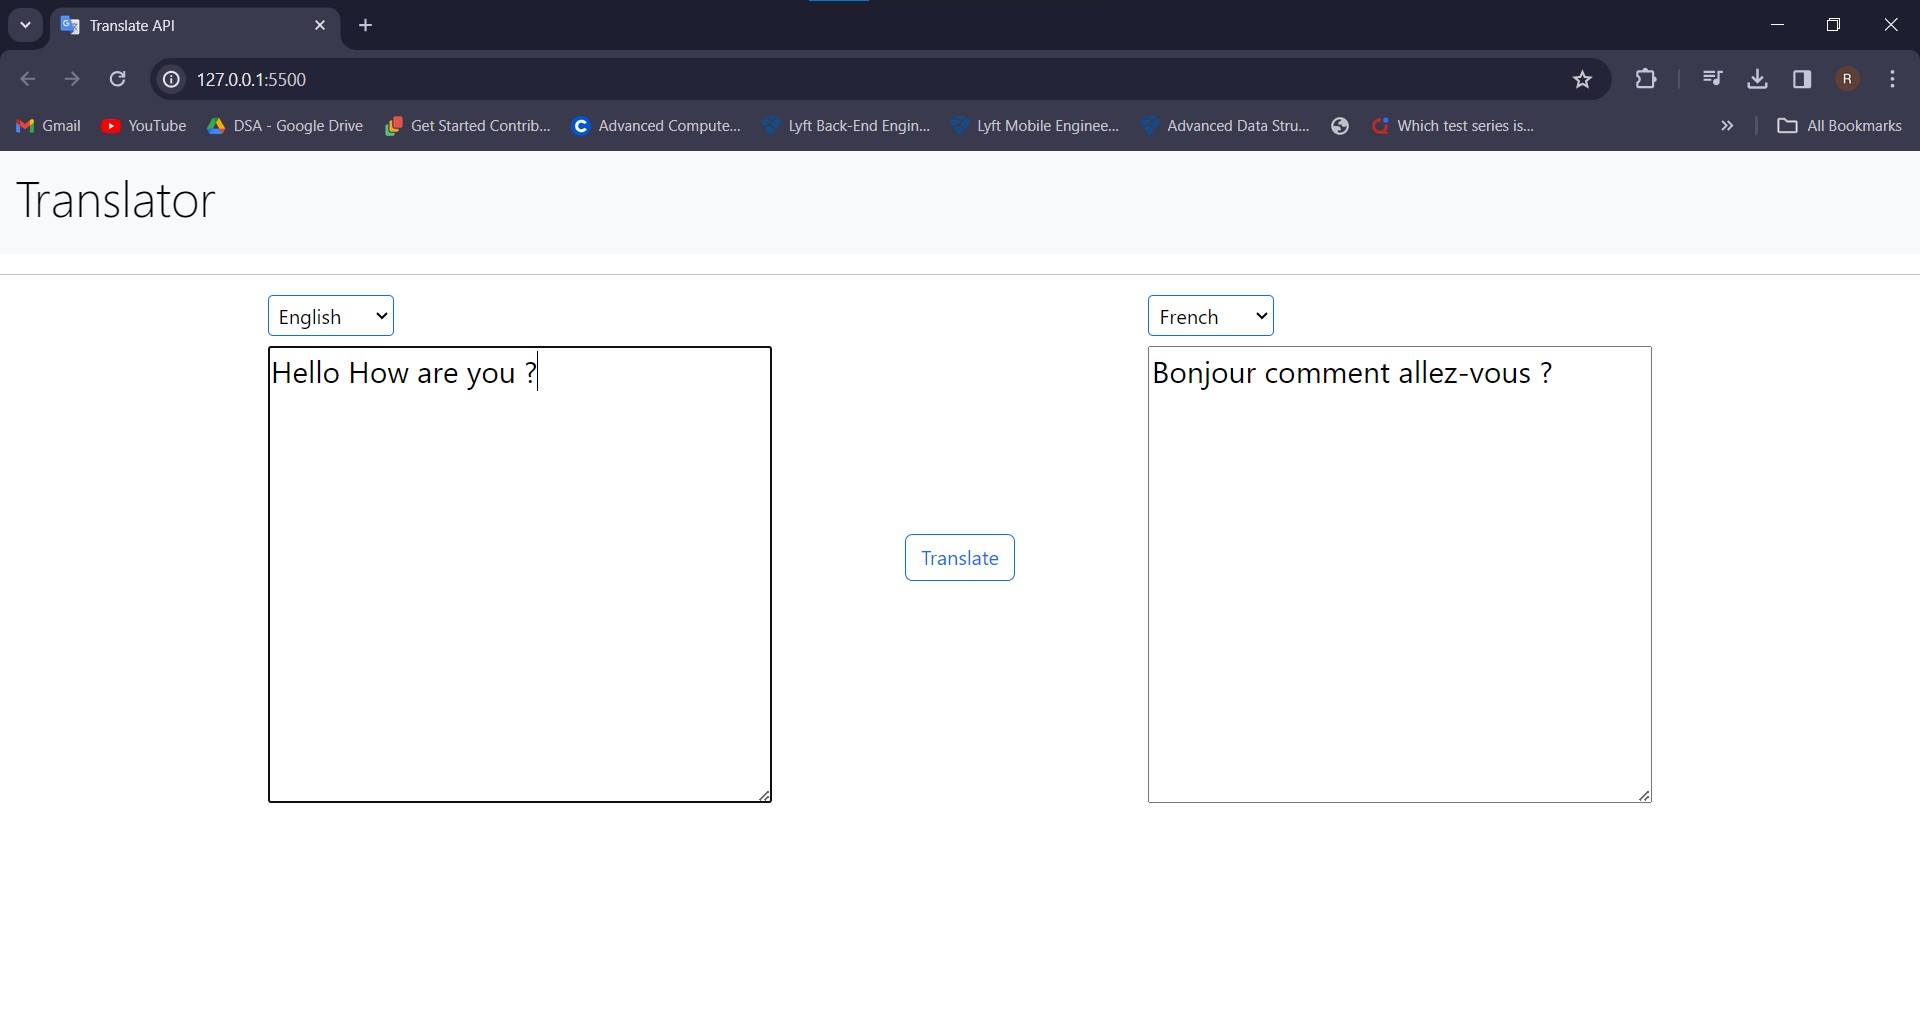 Translate API
127.0.0.1:5500
R
Gmail
YouTube
DSA - Google Drive
Get Started Contrib...
Advanced Compute...
Lyft Back-End Engin...
Lyft Mobile Enginee...
Advanced Data Stru...
Which test series is...
All Bookmarks
Translator
English
French
Hello How are you ?
Bonjour comment allez-vous ?
Translate